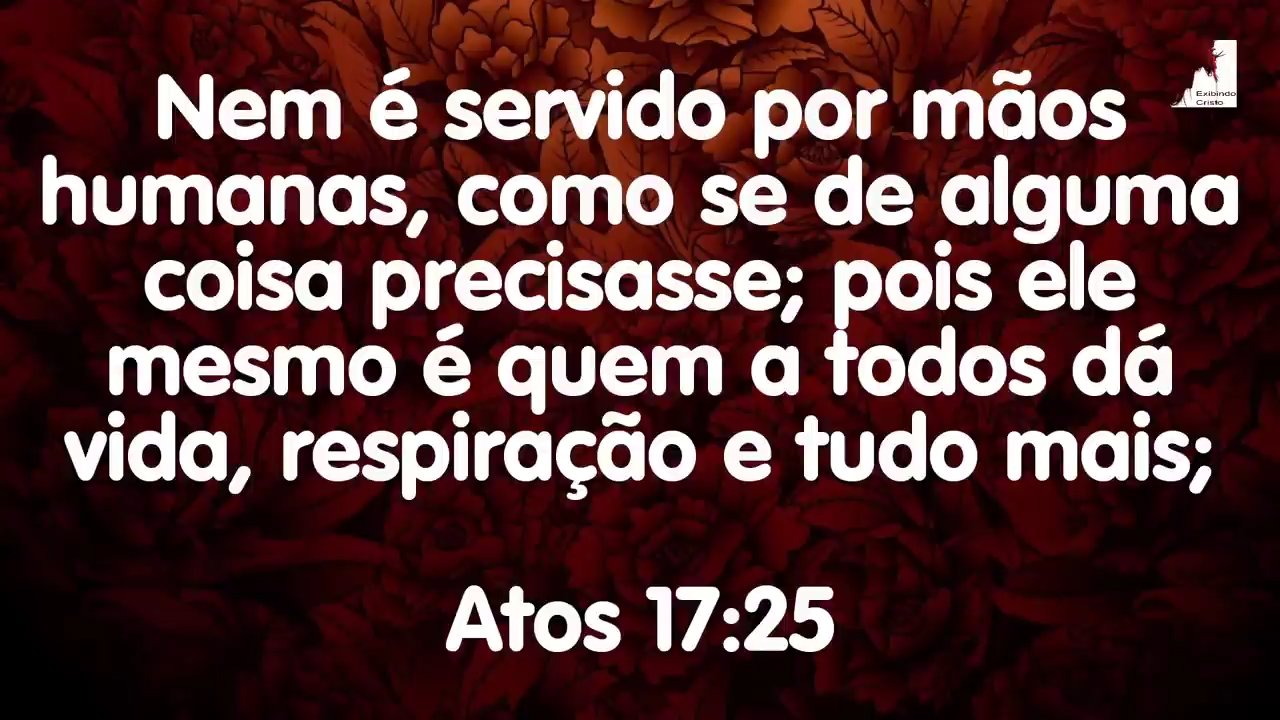 Nem é servido por mãos
humanas, como se de alguma
coisa precisasse; pois ele
mesmo é quem a todos dá
vida, respiração e tudo mais;
Atos 17:25
Exibindo
Cristo